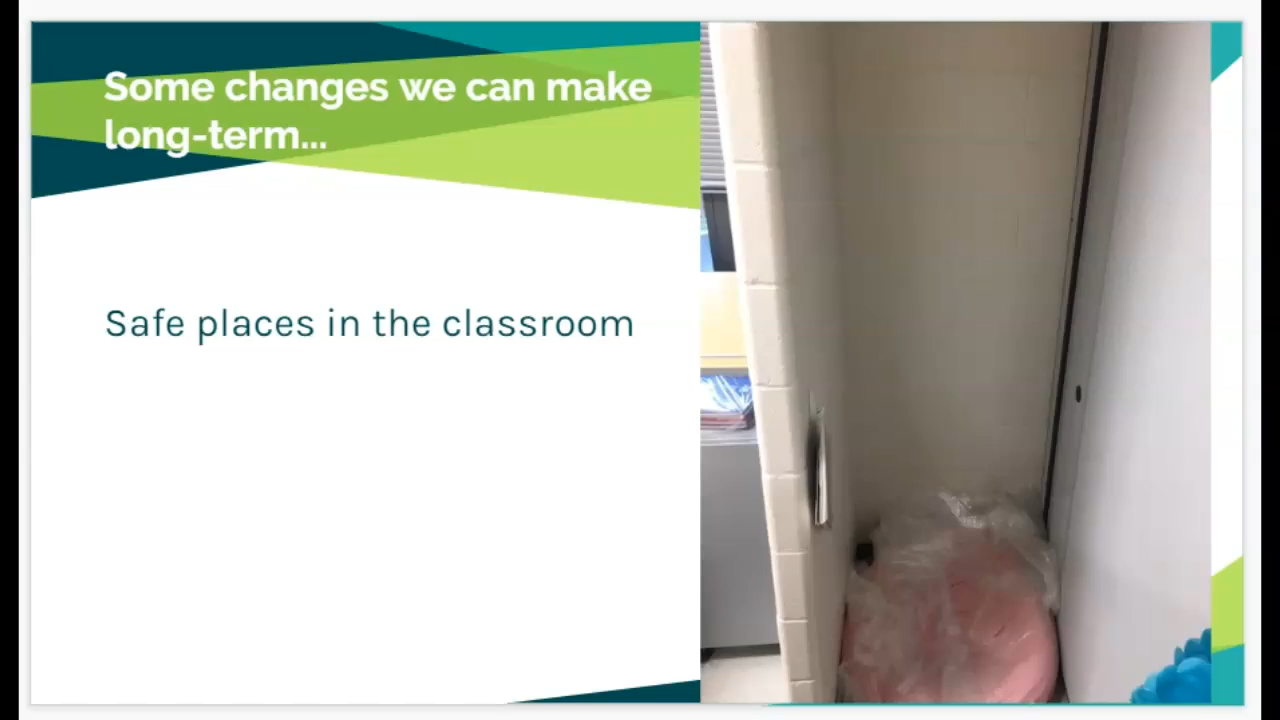 Some changes we can make
long-term...
Safe places in the classroom